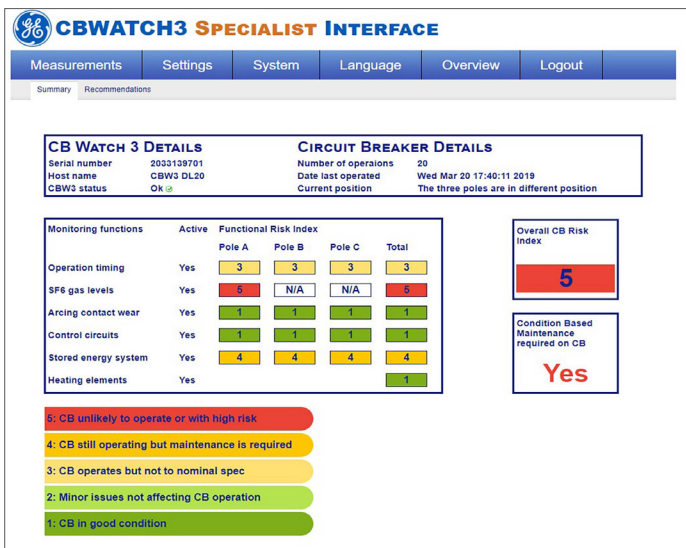 CBWATCH3 SPECIALIST INTERFACE
Measurements Settings System Language Overview Logout
Summary Recommendations
CB WATCH 3 DETAILS
Serial number 2033139701
Host name CBW3 DL20
CBW3 status Ok
CIRCUIT BREAKER DETAILS
Number of operaions 20
Date last operated Wed Mar 20 17:40:11 2019
Current position The three poles are in different position
Monitoring functions Active Functional Risk Index
Pole A Pole B Pole C Total
Operation timing Yes 3 3 3 3
SF6 gas levels Yes 5 N/A N/A 5
Arcing contact wear Yes 1 1 1 1
Control circuits Yes 1 1 1 1
Stored energy system Yes 4 4 4 4
Heating elements Yes 1
Overall CB Risk
Index
5
Condition Based
Maintenance
required on CB
Yes
5: CB unlikely to operate or with high risk
4: CB still operating but maintenance is required
3: CB operates but not to nominal spec
2: Minor issues not affecting CB operation
1: CB in good condition